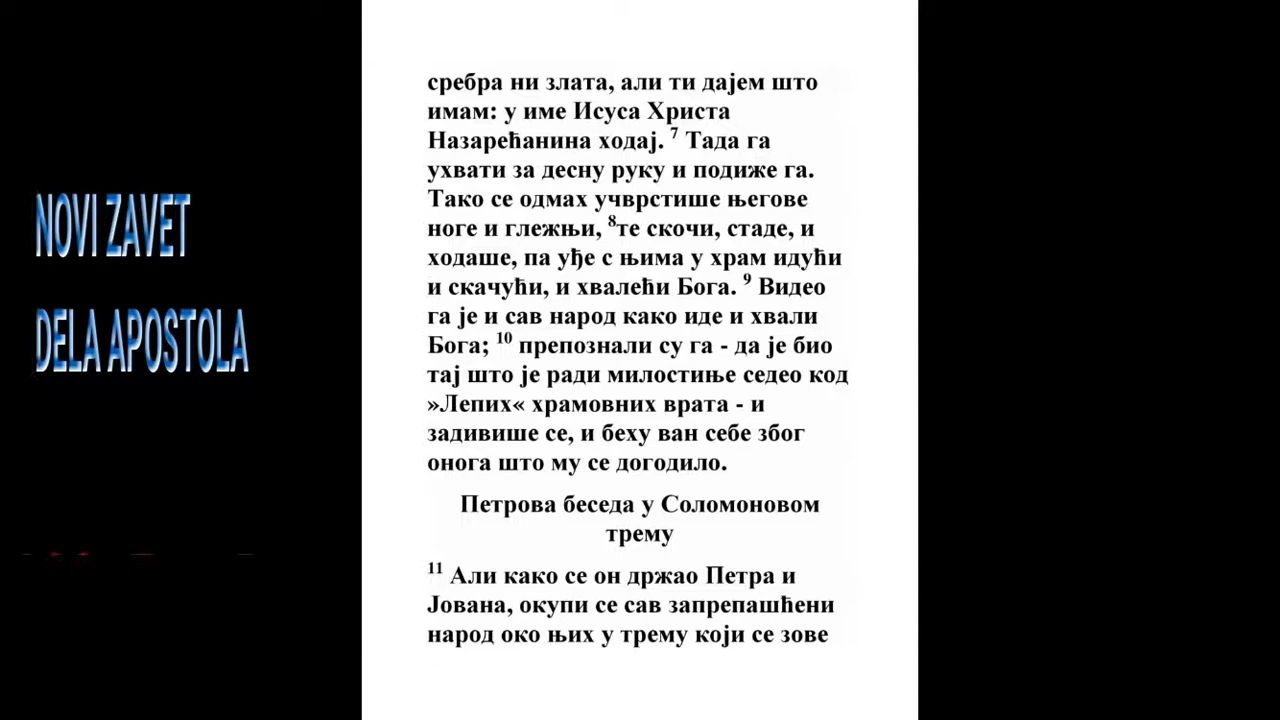 NOVI ZAVET
DELA APOSTOLA
сребра ни злата, али ти дајем што
имам: у име Исуса Христа
Назарећанина ходај. 7 Тада га
ухвати за десну руку и подиже га.
Тако се одмах учврстише његове
ноге и глежњи, 8те скочи, стаде, и
ходаше, па уђе с њима у храм идући
и скачући, и хвалећи Бога. 9 Видео
га је и сав народ како иде и хвали
Бога; 10 препознали су га - да је био
тај што је ради милостиње седео код
»Лепих« храмовних врата - и
задивише се, и беху ван себе због
онога што му се догодило.
Петрова беседа у Соломоновом
трему
11 Али како се он држао Петра и
Јована, окупи се сав запрепашћени
народ око њих у трему који се зове